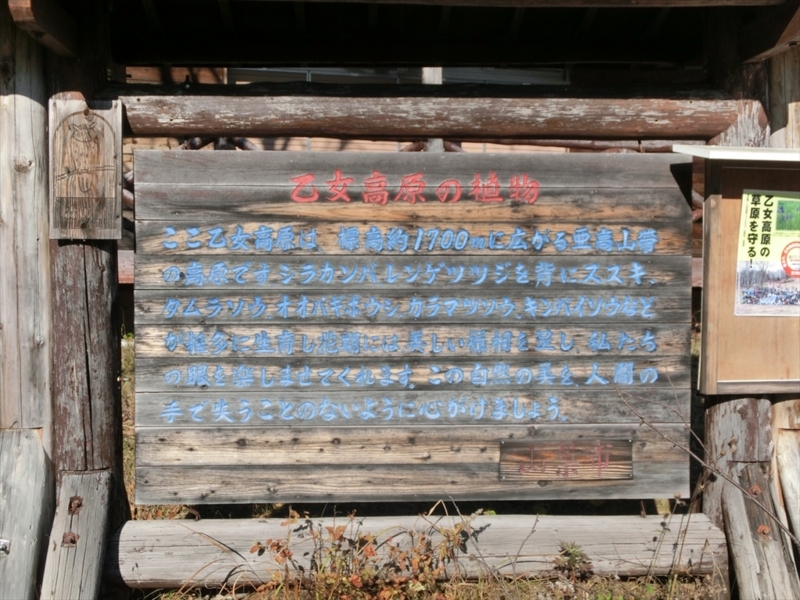 乙女高原の植物
ここ乙女高原は 標高約1700mに広がる亜高山帯
の高原でオシラカンバ、レンゲツツジを背にススキ、
タムラソウ、オオバギボウシ、カラマツソウ、キンバイソウなど
が数多に生育し花期には美しい植相を呈し、私たち
の眼を楽しませてくれます。この自然の美を、人間の
手で失うことのないように心がけましょう。
山梨市
乙女高原の
草原を守る!